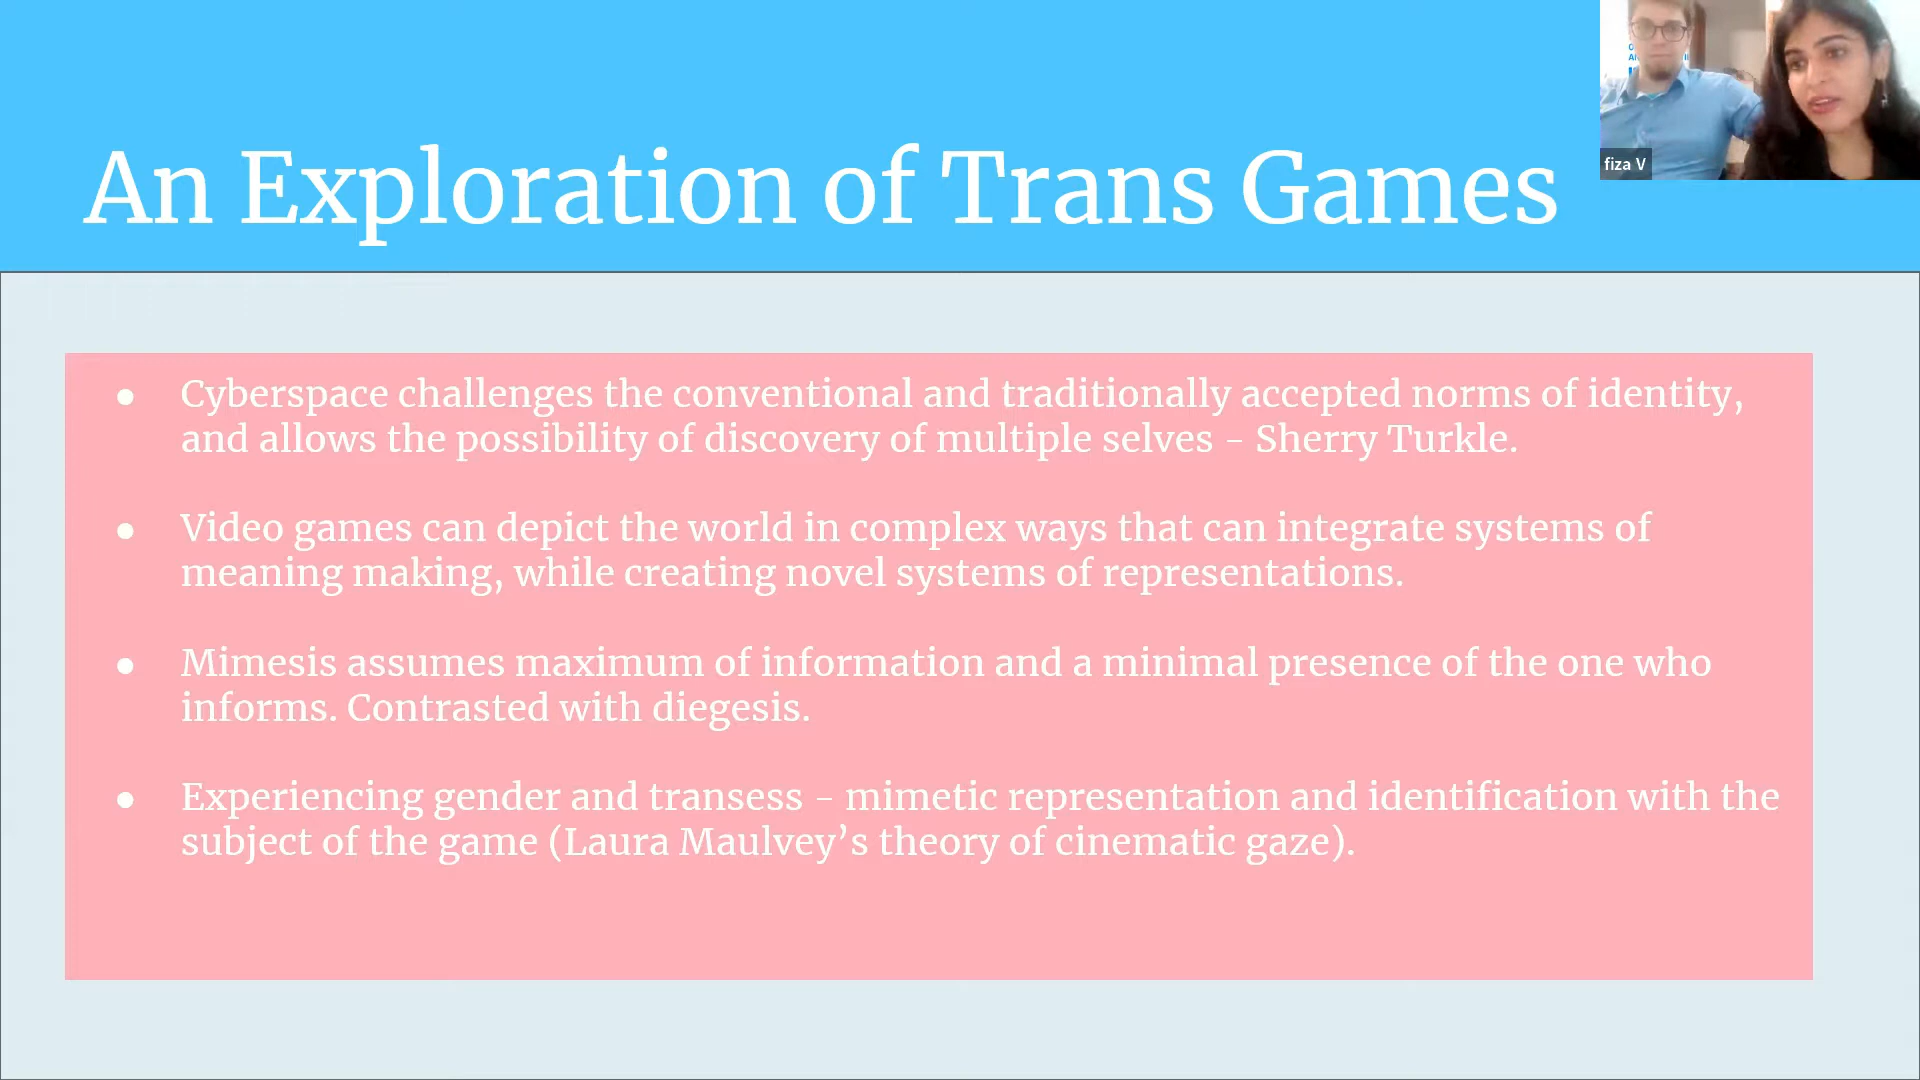 An Exploration of Trans Games
fiza V
● Cyberspace challenges the conventional and traditionally accepted norms of identity,
and allows the possibility of discovery of multiple selves – Sherry Turkle.
● Video games can depict the world in complex ways that can integrate systems of
meaning making, while creating novel systems of representations.
● Mimesis assumes maximum of information and a minimal presence of the one who
informs. Contrasted with diegesis.
● Experiencing gender and transess – mimetic representation and identification with the
subject of the game (Laura Maulvey’s theory of cinematic gaze).